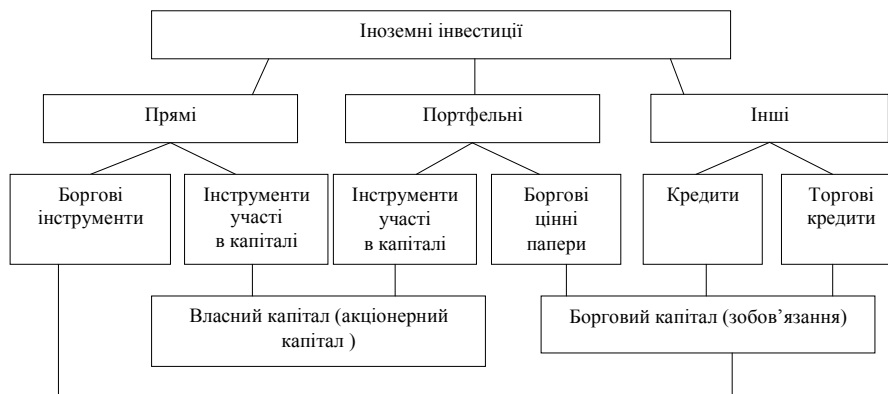 Іноземні інвестиції
Прямі
Портфельні
Інші
Боргові
інструменти
Інструменти
участі
в капіталі
Інструменти
участі
в капіталі
Боргові
цінні
папери
Кредити
Торгові
кредити
Власний капітал (акціонерний
капітал )
Борговий капітал (зобов’язання)